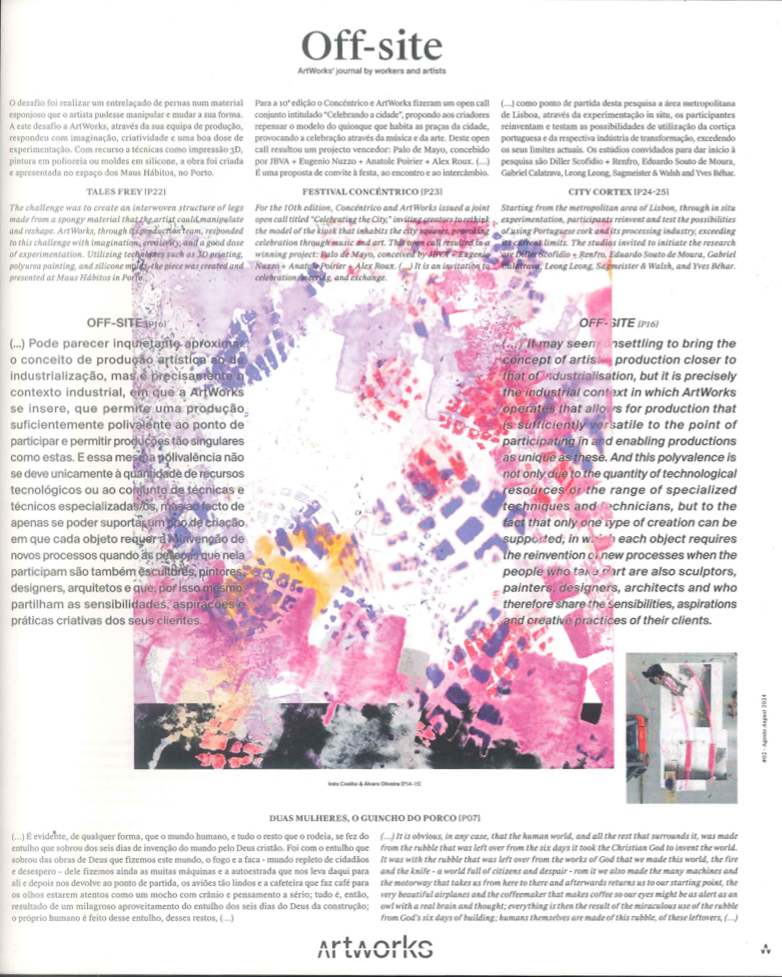 Off-site
ArtWorks' journal by workers and artists
O desafio foi realizar um entrelaçado de pernas num material
esponjoso que o artista pudesse manipular e mudar a sua forma.
A este desafio a ArtWorks, através da sua equipa de produção,
respondeu com imaginação, criatividade e uma boa dose de
experimentação. Com recurso a técnicas como impressão 3D,
pintura em poliureia ou moldes em silicone, a obra foi criada
e apresentada no espaço dos Maus Hábitos, no Porto.
TALES FREY [P22]
The challenge was to create an interwoven structure of legs
made from a spongy material that the artist could manipulate
and reshape. ArtWorks, through its production team, responded
to this challenge with imagination, creativity, and a good dose
of experimentation. Utilizing techniques such as 3D printing,
polyurea painting, and silicone molds, the piece was created and
presented at Maus Hábitos in Porto.
Para a 10ª edição o Concéntrico e ArtWorks fizeram um open call
conjunto intitulado "Celebrando a cidade", propondo aos criadores
repensar o modelo do quiosque que habita as praças da cidade,
provocando a celebração através da música e da arte. Deste open
call resultou um projecto vencedor: Palo de Mayo, concebido
por JBVA + Eugenio Nuzzo + Anatole Poirier + Alex Roux. (...)
É uma proposta de convite à festa, ao encontro e ao intercâmbio.
FESTIVAL CONCÉNTRICO [P23]
For the 10th edition, Concéntrico and ArtWorks issued a joint
open call titled "Celebrating the City," inviting creators to rethink
the model of the kiosk that inhabits the city squares, provoking
celebration through music and art. This open call resulted in a
winning project: Palo de Mayo, conceived by JBVA + Eugenio
Nuzzo + Anatole Poirier + Alex Roux. (...) It is an invitation to
celebration, meeting, and exchange.
(...) como ponto de partida desta pesquisa a área metropolitana
de Lisboa, através da experimentação in situ, os participantes
reinventam e testam as possibilidades de utilização da cortiça
portuguesa e da respectiva indústria de transformação, excedendo
os seus limites actuais. Os estúdios convidados para dar início à
pesquisa são Diller Scofidio + Renfro, Eduardo Souto de Moura,
Gabriel Calatrava, Leong Leong, Sagmeister & Walsh and Yves Béhar.
CITY CORTEX [P24-25]
Starting from the metropolitan area of Lisbon, through in situ
experimentation, participants reinvent and test the possibilities
of using Portuguese cork and its processing industry, exceeding
its current limits. The studios invited to initiate the research
are Diller Scofidio + Renfro, Eduardo Souto de Moura, Gabriel
Calatrava, Leong Leong, Sagmeister & Walsh, and Yves Béhar.
OFF-SITE [P16]
(...) Pode parecer inquietante aproximar
o conceito de produção artística ao de
industrialização, mas é precisamente o
contexto industrial, em que a ArtWorks
se insere, que permite uma produção
suficientemente polivalente ao ponto de
participar e permitir produções tão singulares
como estas. E essa mesma polivalência não
se deve unicamente à quantidade de recursos
tecnológicos ou ao conjunto de técnicas e
técnicos especializadas/os, mas ao facto de
apenas se poder suportar um tipo de criação
em que cada objeto requer a reinvenção de
novos processos quando as pessoas que nela
participam são também escultores, pintores,
designers, arquitetos e que, por isso mesmo,
partilham as sensibilidades, aspirações e
práticas criativas dos seus clientes.
OFF-SITE [P16]
(...) It may seem unsettling to bring the
concept of artistic production closer to
that of industrialisation, but it is precisely
the industrial context in which ArtWorks
operates that allows for production that
is sufficiently versatile to the point of
participating in and enabling productions
as unique as these. And this polyvalence is
not only due to the quantity of technological
resources or the range of specialized
techniques and technicians, but to the
fact that only one type of creation can be
supported, in which each object requires
the reinvention of new processes when the
people who take part are also sculptors,
painters, designers, architects and who
therefore share the sensibilities, aspirations
and creative practices of their clients.
#02 - Agosto August 2024
Inês Coelho & Álvaro Oliveira [P14-15]
DUAS MULHERES, O GUINCHO DO PORCO [P07]
(...) É evidente, de qualquer forma, que o mundo humano, e tudo o resto que o rodeia, se fez do
entulho que sobrou dos seis dias de invenção do mundo pelo Deus cristão. Foi com o entulho que
sobrou das obras de Deus que fizemos este mundo, o fogo e a faca - mundo repleto de cidadãos
e desespero - dele fizemos ainda as muitas máquinas e a autoestrada que nos leva daqui para
ali e depois nos devolve ao ponto de partida, os aviões tão lindos e a cafeteira que faz café para
os olhos estarem atentos como um mocho com crânio e pensamento a sério; tudo é, então,
resultado de um milagroso aproveitamento do entulho dos seis dias do Deus da construção;
o próprio humano é feito desse entulho, desses restos, (...)
(...) It is obvious, in any case, that the human world, and all the rest that surrounds it, was made
from the rubble that was left over from the six days it took the Christian God to invent the world.
It was with the rubble that was left over from the works of God that we made this world, the fire
and the knife - a world full of citizens and despair - rom it we also made the many machines and
the motorway that takes us from here to there and afterwards returns us to our starting point, the
very beautiful airplanes and the coffeemaker that makes coffee so our eyes might be as alert as an
owl with a real brain and thought; everything is then the result of the miraculous use of the rubble
from God's six days of building; humans themselves are made of this rubble, of these leftovers, (...)
artworks